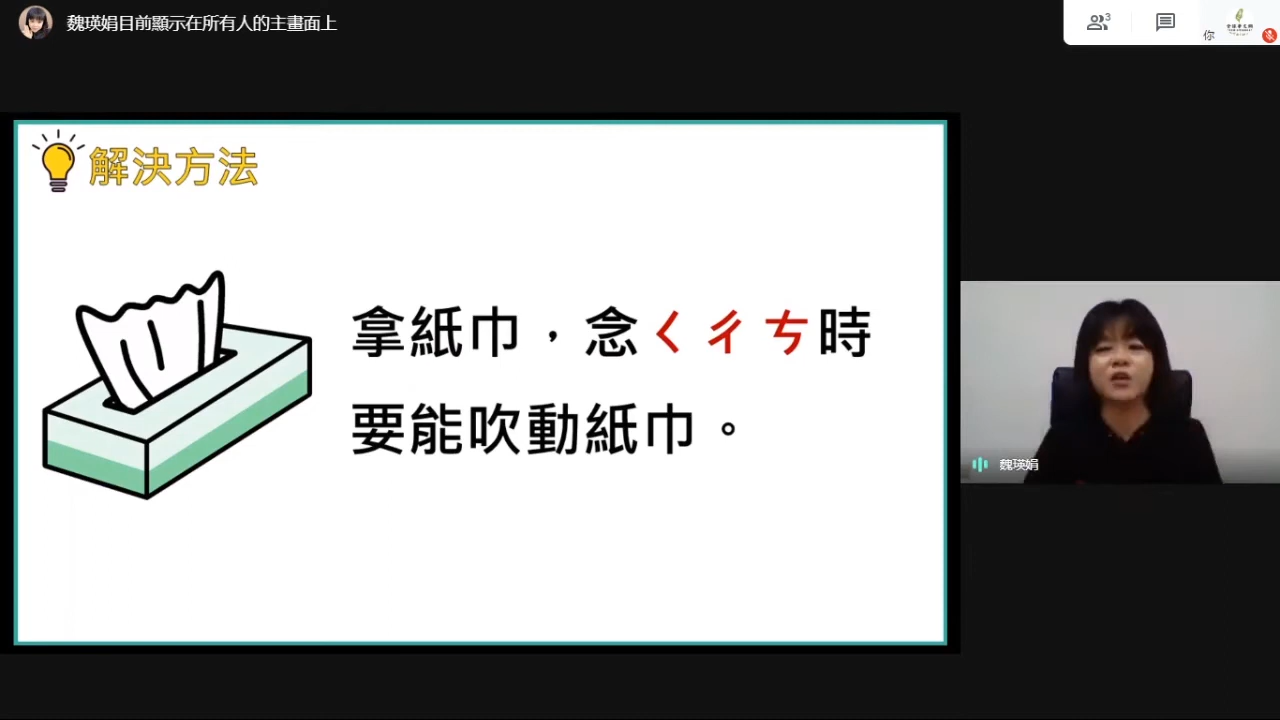 魏瑛娟目前顯示在所有人的主畫面上
3
你
解決方法
拿紙巾，念ㄑㄔㄘ時
要能吹動紙巾。
魏瑛娟